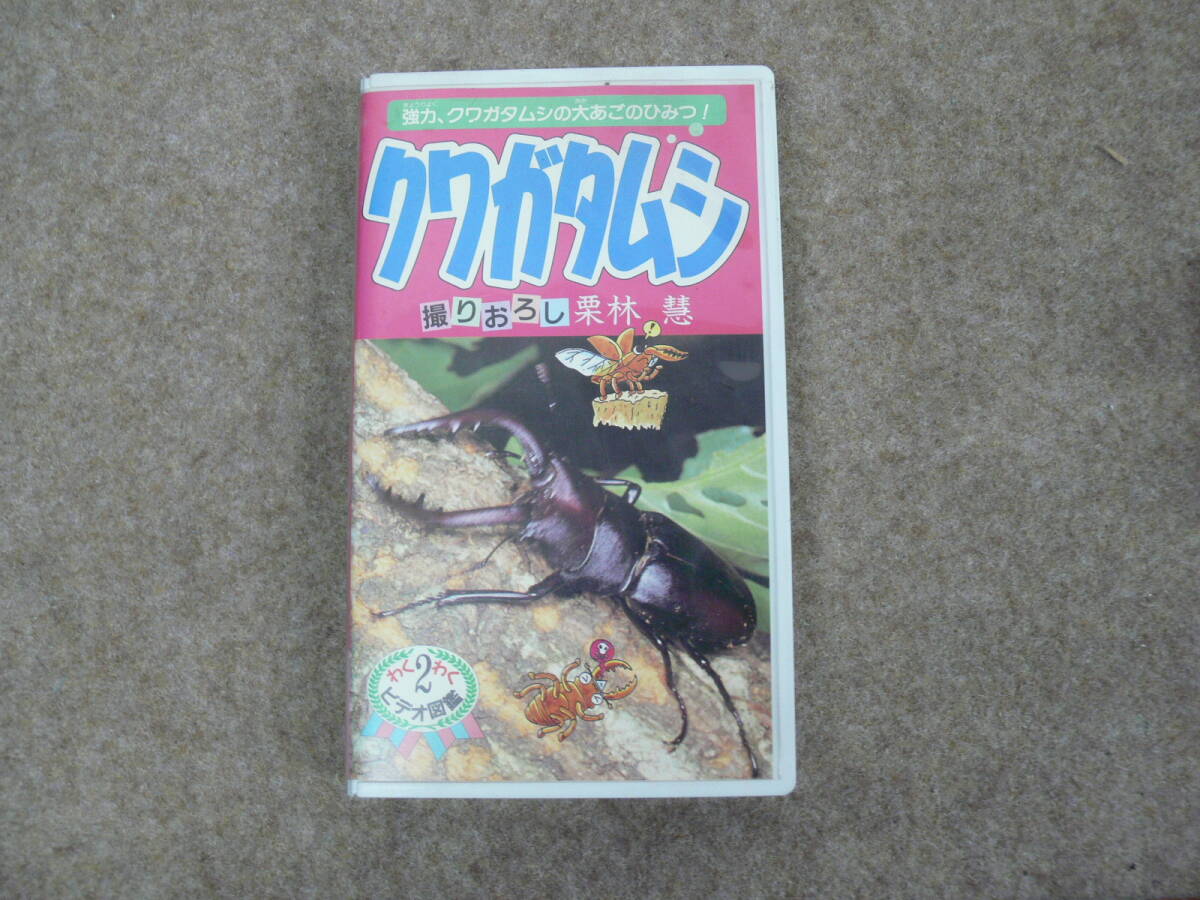 強力、クワガタムシの大あごのひみつ!
クワガタムシ
撮りおろし 栗林 慧
!
わく2わく
ビデオ図鑑